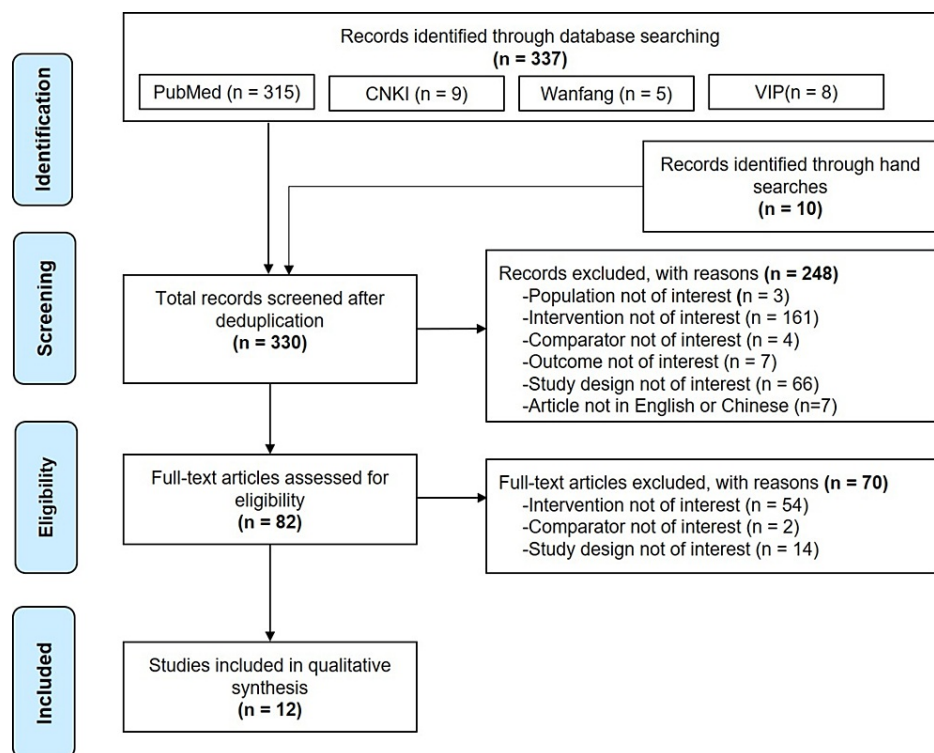 Identification
Records identified through database searching
(n = 337)
PubMed (n = 315)
CNKI (n = 9)
Wanfang (n = 5)
VIP(n = 8)
Records identified through hand
searches
(n = 10)
Screening
Total records screened after
deduplication
(n = 330)
Records excluded, with reasons (n = 248)
-Population not of interest (n = 3)
-Intervention not of interest (n = 161)
-Comparator not of interest (n = 4)
-Outcome not of interest (n = 7)
-Study design not of interest (n = 66)
-Article not in English or Chinese (n=7)
Eligibility
Full-text articles assessed for
eligibility
(n = 82)
Full-text articles excluded, with reasons (n = 70)
-Intervention not of interest (n = 54)
-Comparator not of interest (n = 2)
-Study design not of interest (n = 14)
Included
Studies included in qualitative
synthesis
(n = 12)